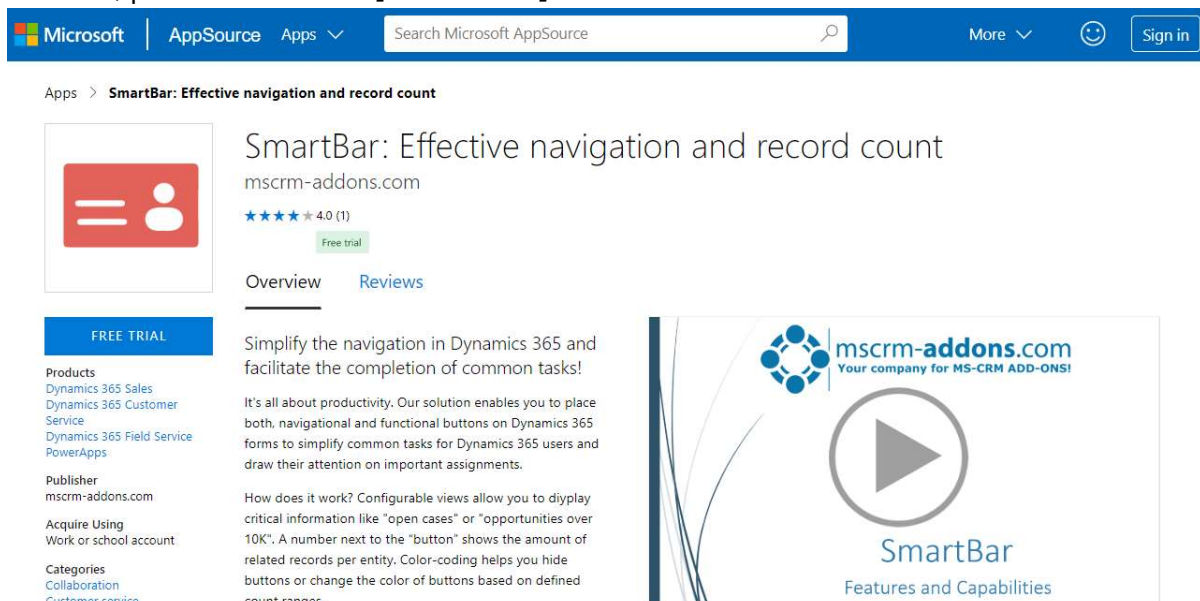 Microsoft AppSource Apps Search Microsoft AppSource More Sign in
Apps > SmartBar: Effective navigation and record count
SmartBar: Effective navigation and record count
mscrm-addons.com
4.0 (1)
Free trial
Overview Reviews
FREE TRIAL
Products
Dynamics 365 Sales
Dynamics 365 Customer
Service
Dynamics 365 Field Service
PowerApps
Publisher
mscrm-addons.com
Acquire Using
Work or school account
Categories
Collaboration
Customer service
Simplify the navigation in Dynamics 365 and
facilitate the completion of common tasks!
It's all about productivity. Our solution enables you to place
both, navigational and functional buttons on Dynamics 365
forms to simplify common tasks for Dynamics 365 users and
draw their attention on important assignments.
How does it work? Configurable views allow you to diyplay
critical information like "open cases" or "opportunities over
10K". A number next to the "button" shows the amount of
related records per entity. Color-coding helps you hide
buttons or change the color of buttons based on defined
count ranges.
mscrm-addons.com
Your company for MS-CRM ADD-ONS!
SmartBar
Features and Capabilities